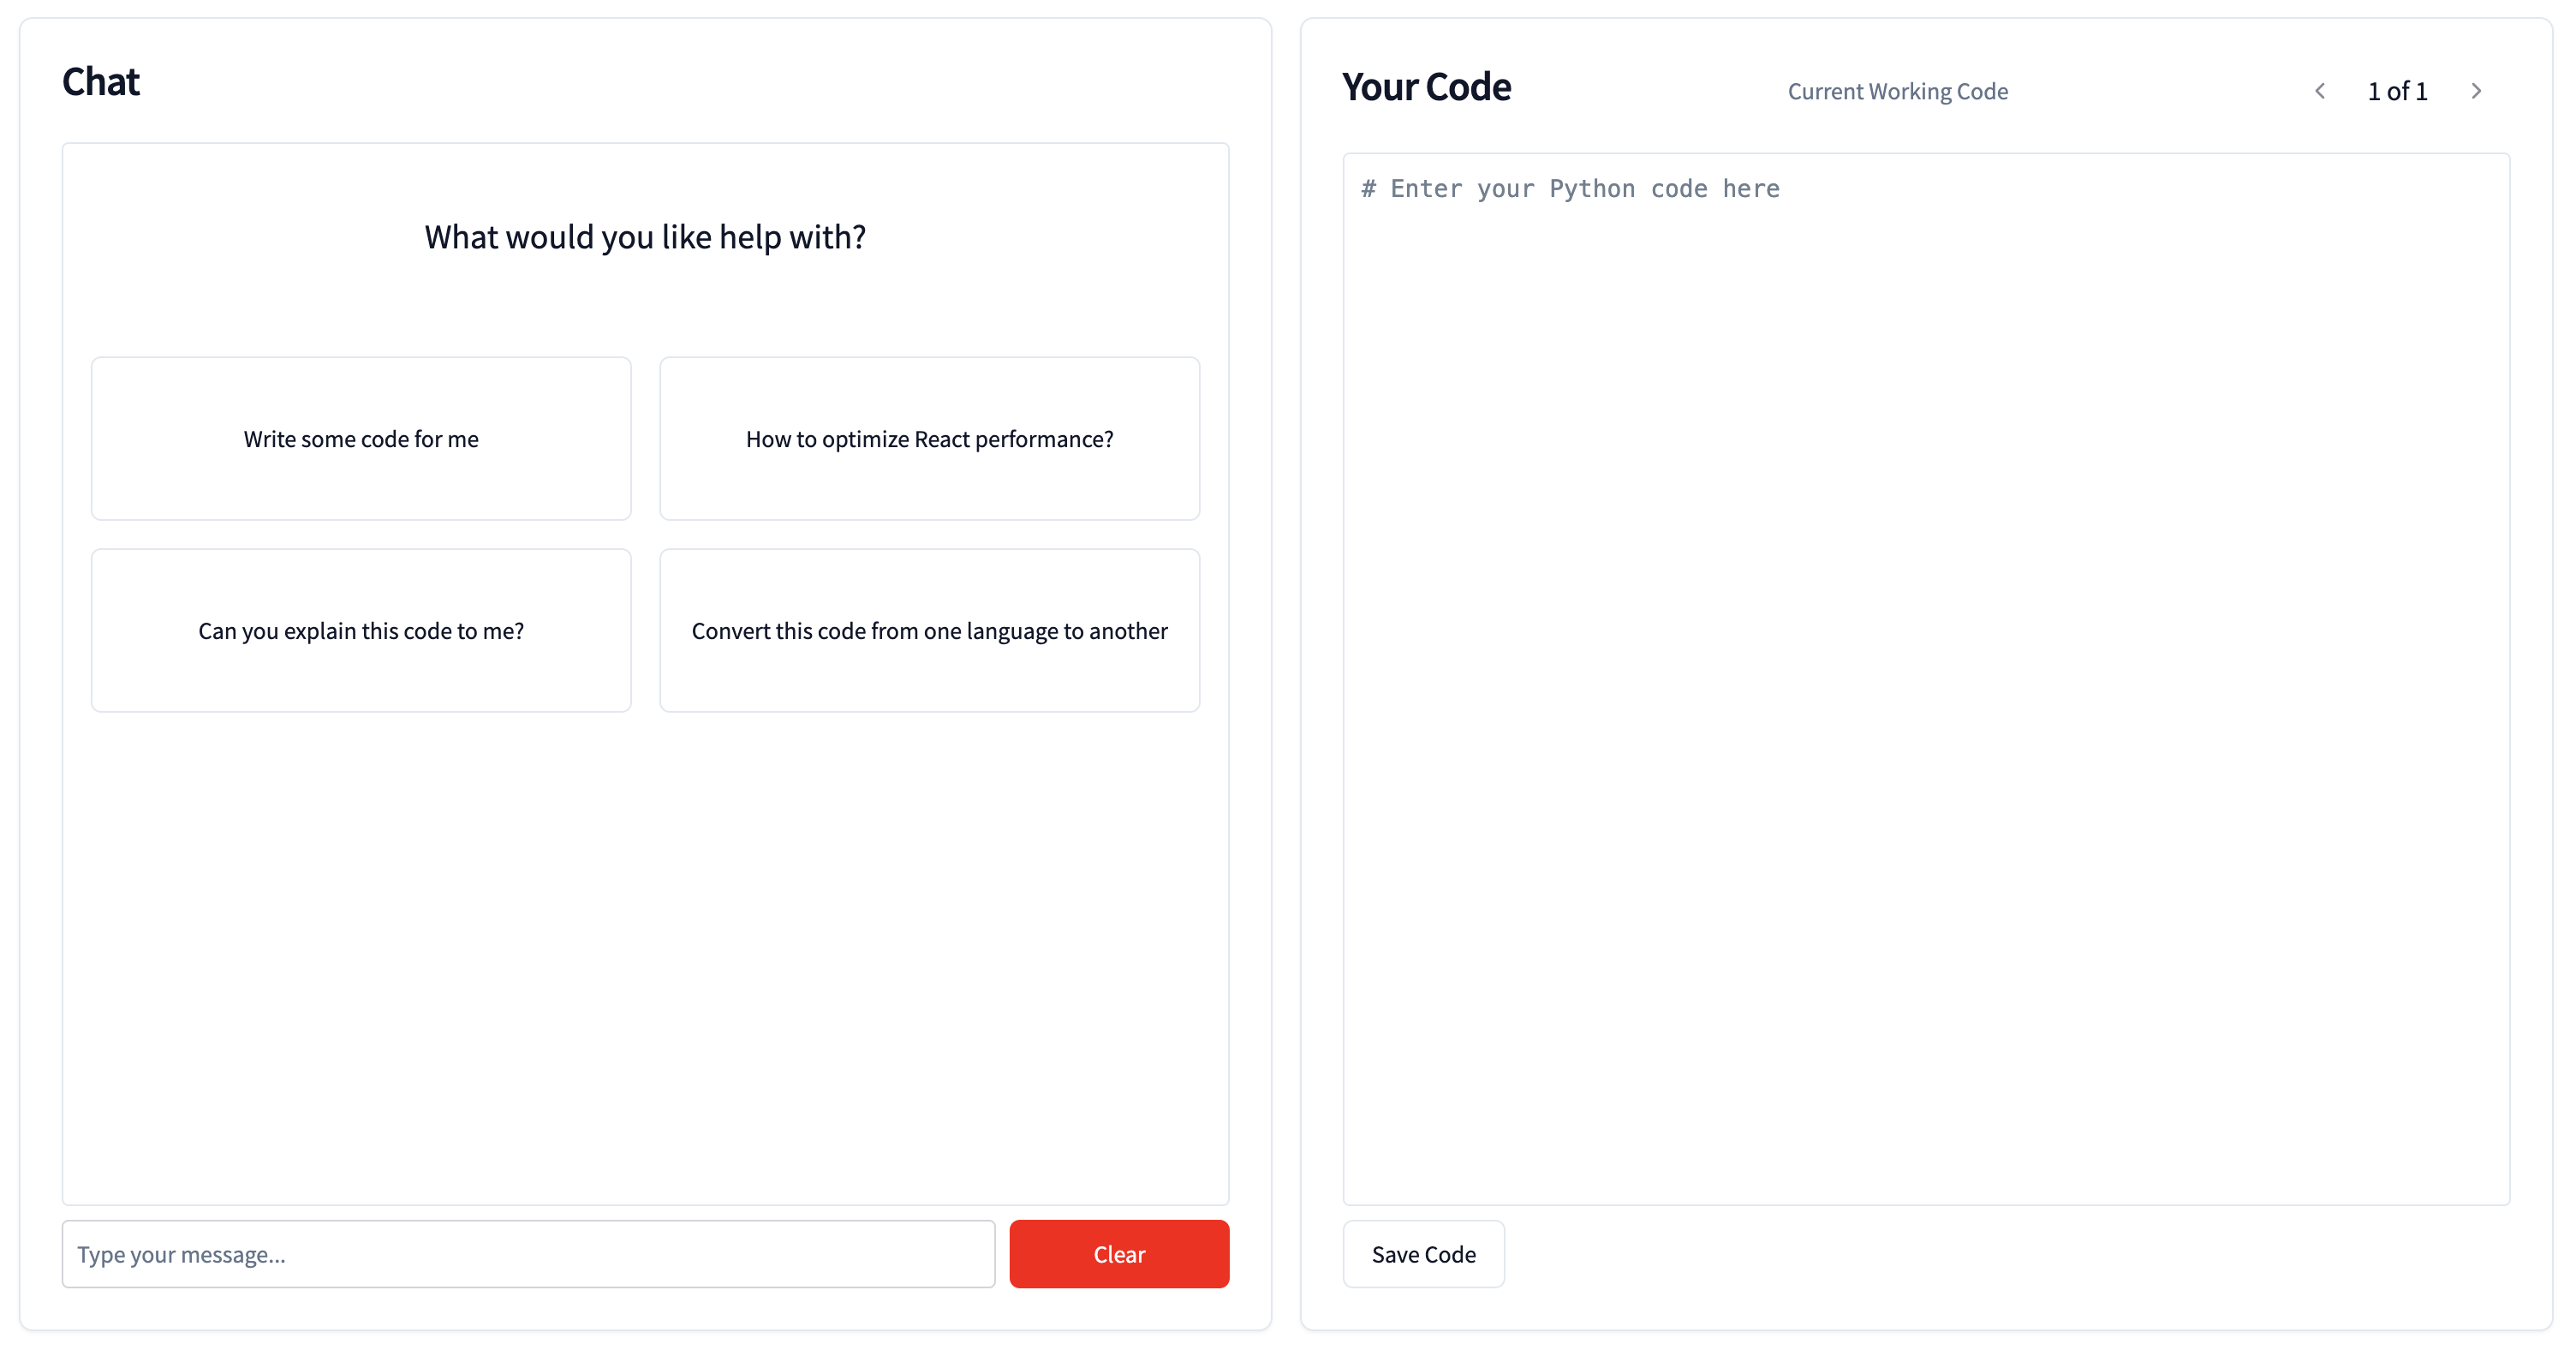 Chat
What would you like help with?
Write some code for me
How to optimize React performance?
Can you explain this code to me?
Convert this code from one language to another
Type your message...
Clear
Your Code
Current Working Code
1 of 1
# Enter your Python code here
Save Code